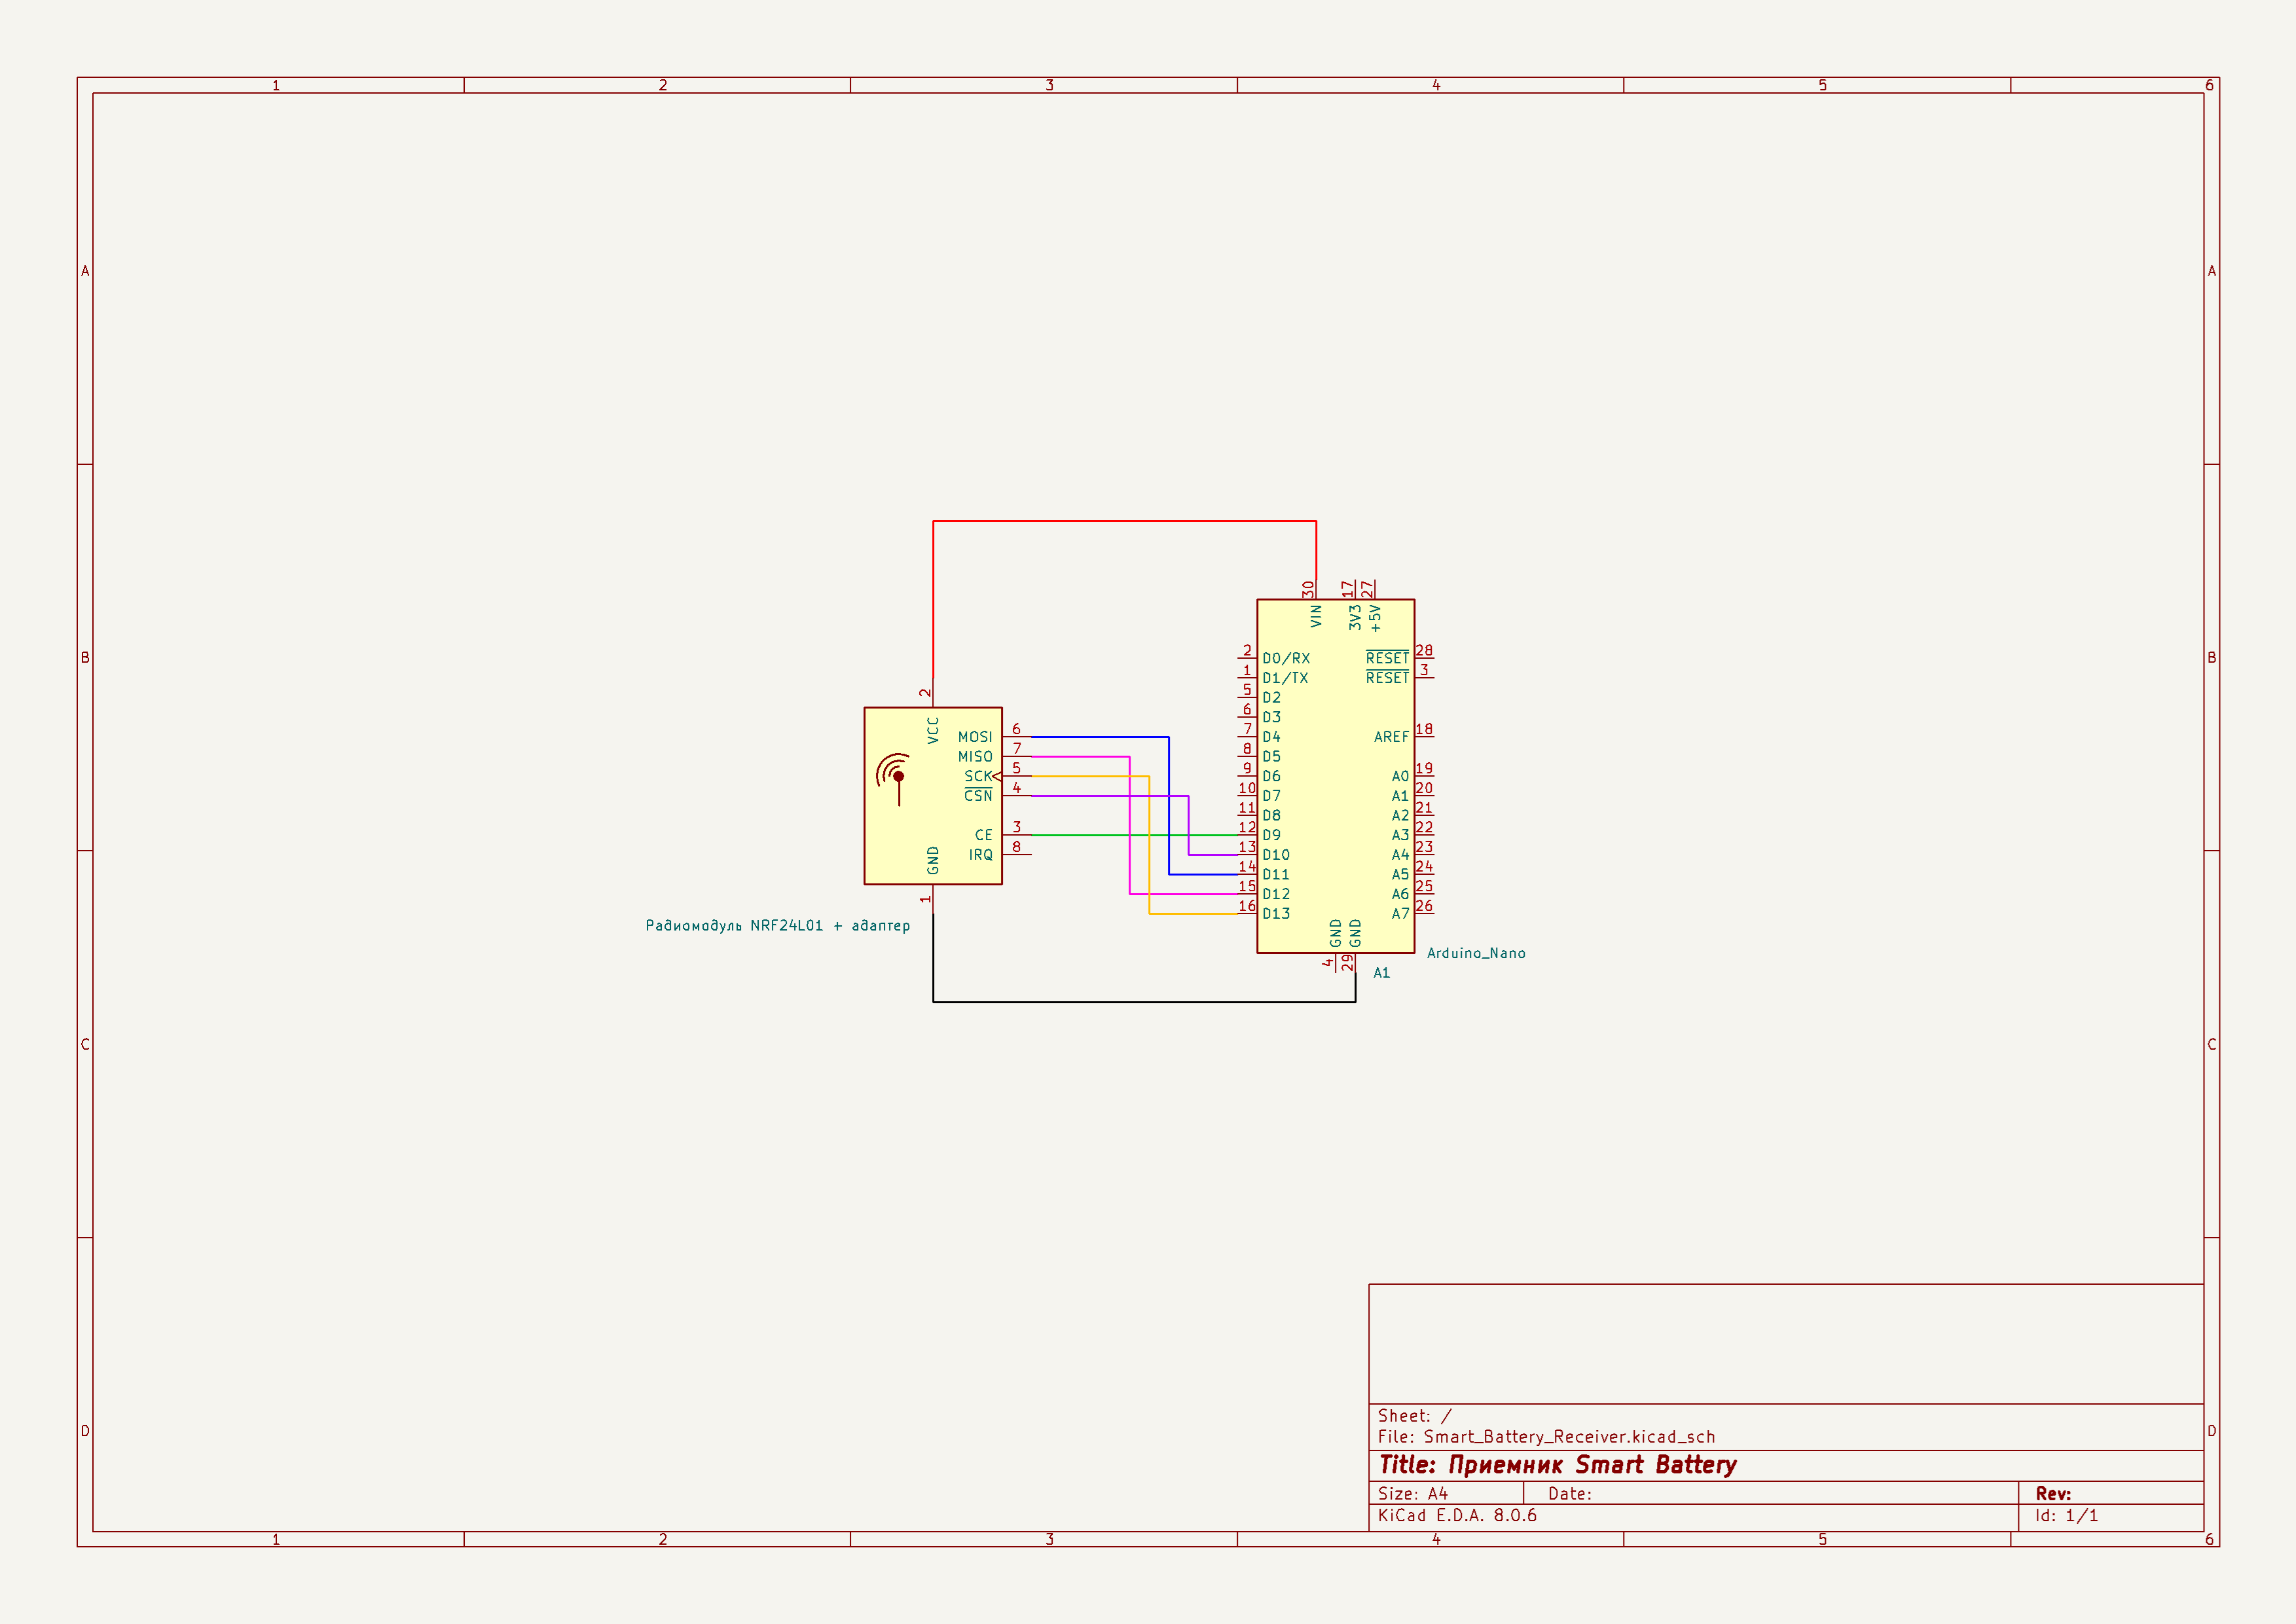 1 2 3 4 5 6
A A
B B
C C
D D
30 17 27
VIN 3V3 +5V
2 D0/RX RESET 28
1 D1/TX RESET 3
5 D2
6 D3
7 D4 AREF 18
8 D5
9 D6 A0 19
10 D7 A1 20
11 D8 A2 21
12 D9 A3 22
13 D10 A4 23
14 D11 A5 24
15 D12 A6 25
16 D13 A7 26
GND GND
4 29
Arduino_Nano
A1
2
VCC
MOSI 6
MISO 7
SCK 5
CSN 4
CE 3
IRQ 8
GND
1
Радиомодуль NRF24L01 + адаптер
Sheet: /
File: Smart_Battery_Receiver.kicad_sch
Title: Приемник Smart Battery
Size: A4 Date: Rev:
KiCad E.D.A. 8.0.6 Id: 1/1
1 2 3 4 5 6